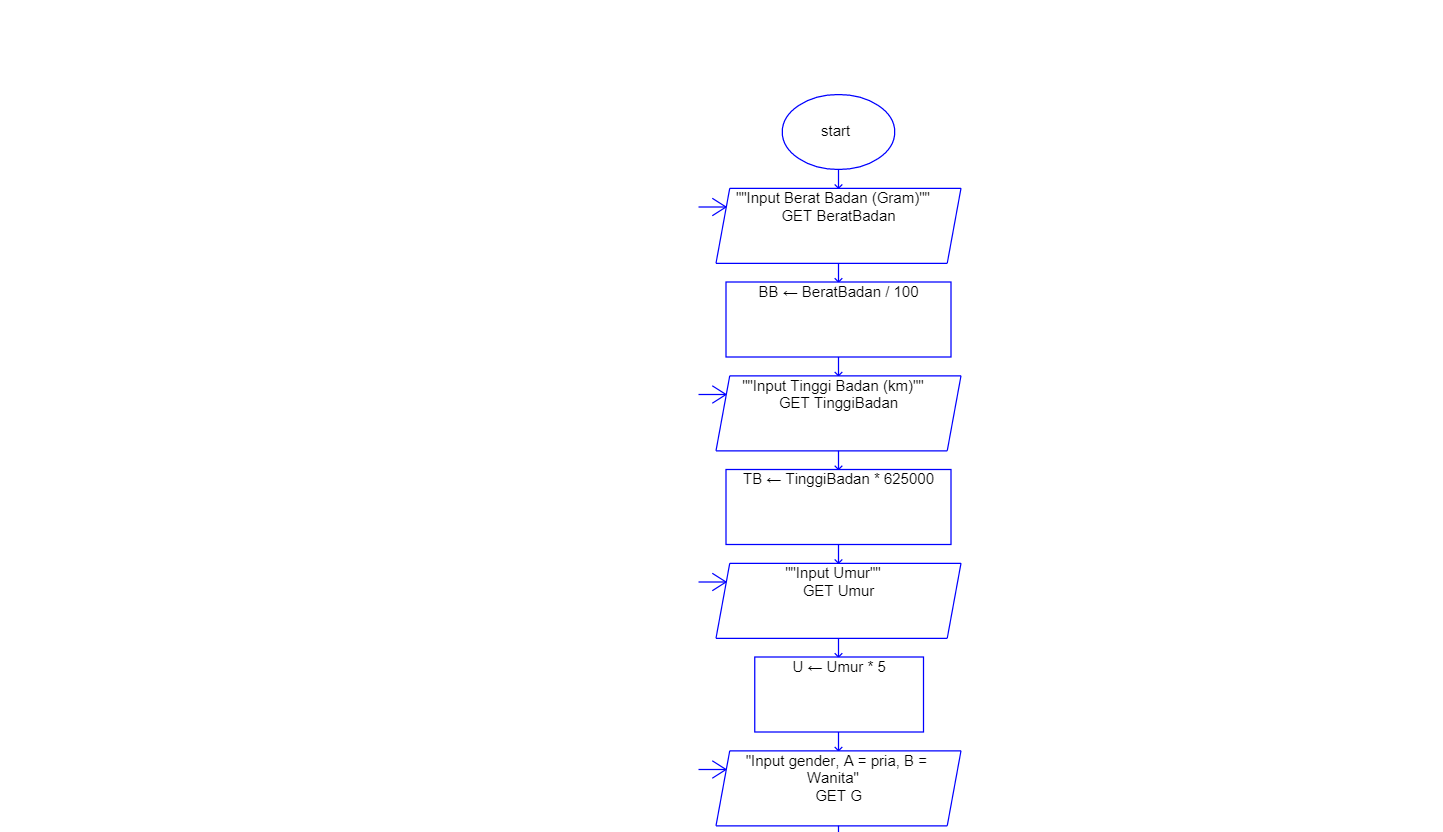 start
""Input Berat Badan (Gram)""
GET BeratBadan
BB ← BeratBadan / 100
""Input Tinggi Badan (km)""
GET TinggiBadan
TB ← TinggiBadan * 625000
""Input Umur""
GET Umur
U ← Umur * 5
"Input gender, A = pria, B =
Wanita"
GET G